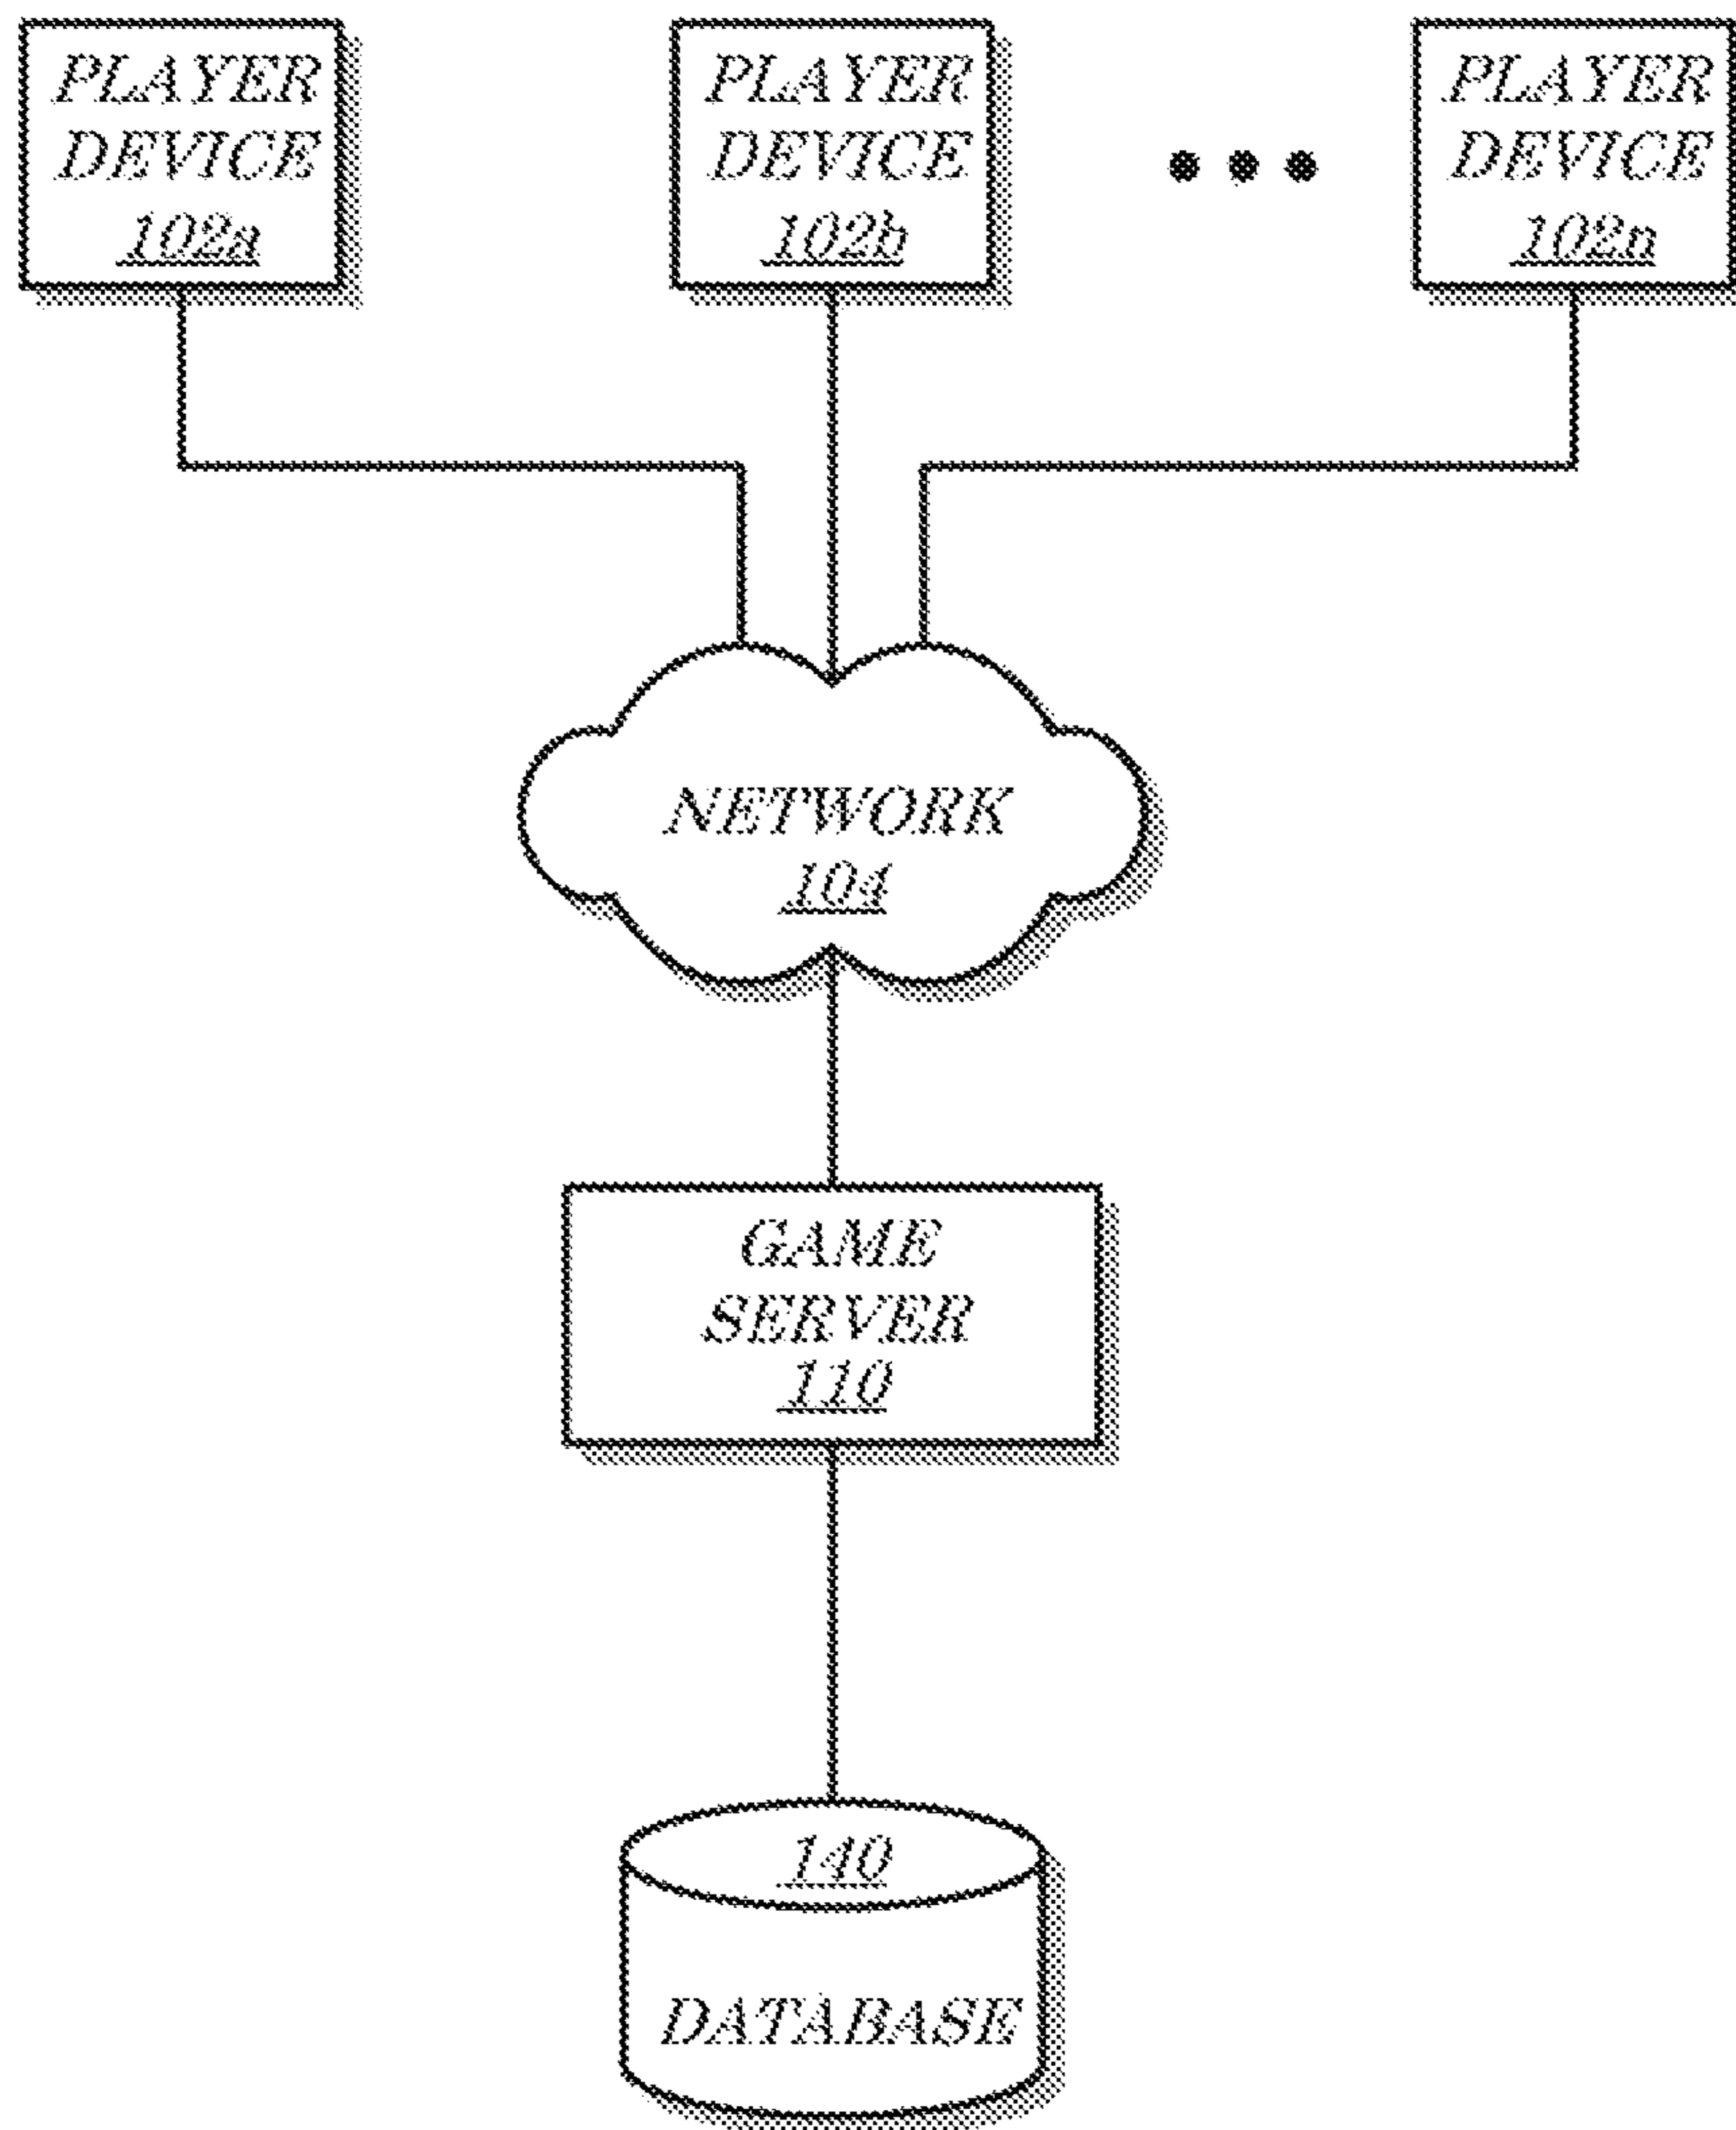 PLAYER
DEVICE
102a
PLAYER
DEVICE
102b
PLAYER
DEVICE
102n
NETWORK
104
GAME
SERVER
110
140
DATABASE